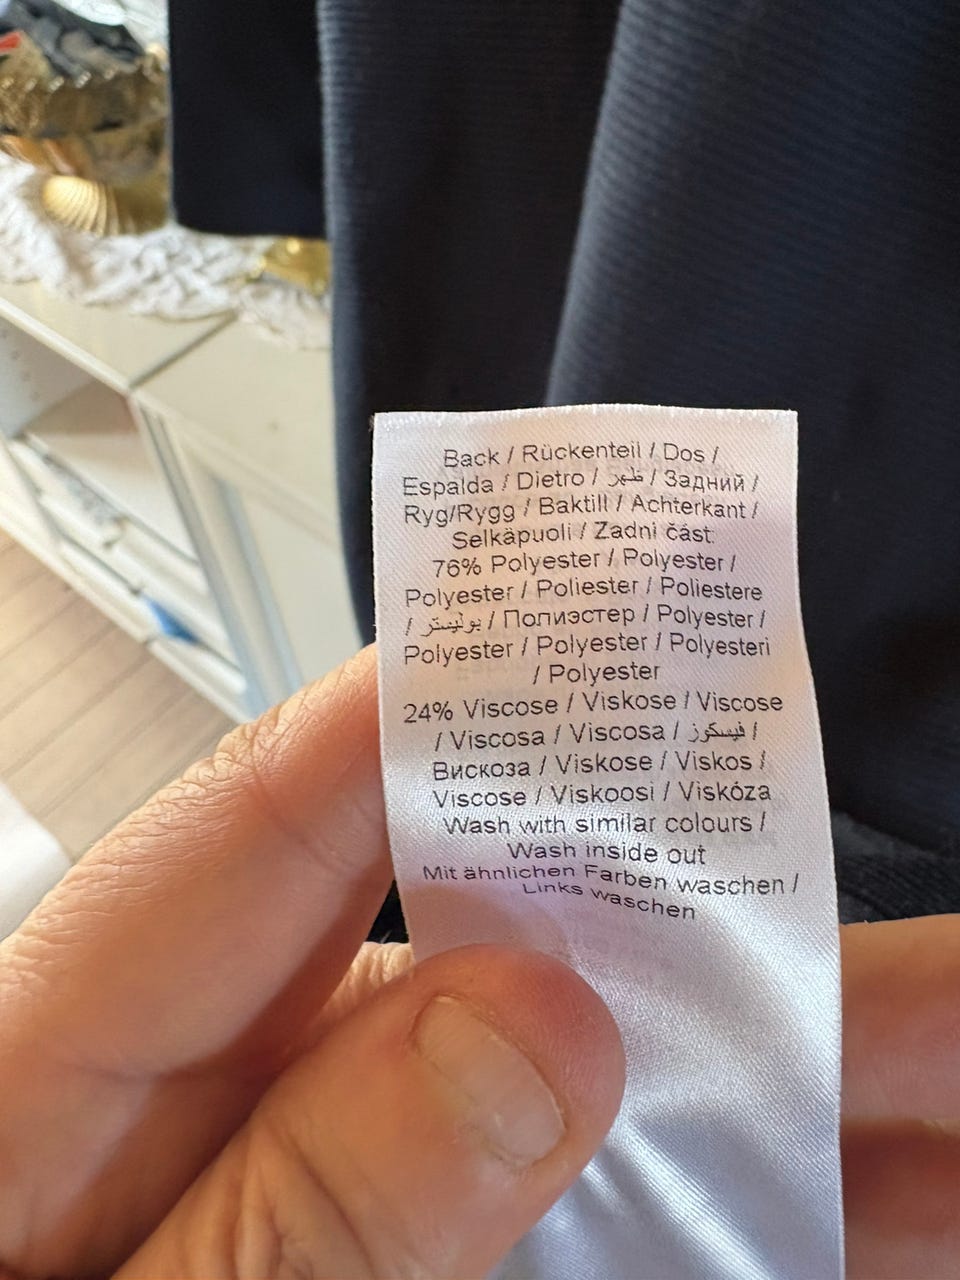 Back / Rückenteil / Dos /
Espalda / Dietro / ظهر / Задний /
Ryg/Rygg / Baktill / Achterkant /
Selkäpuoli / Zadní část:
76% Polyester / Polyester /
Polyester / Poliester / Poliestere
/ بوليستر / Полиэстер / Polyester /
Polyester / Polyester / Polyesteri
/ Polyester
24% Viscose / Viskose / Viscose
/ Viscosa / Viscosa / فيسكوز /
Вискоза / Viskose / Viskos /
Viscose / Viskoosi / Viskóza
Wash with similar colours /
Wash inside out
Mit ähnlichen Farben waschen /
Links waschen